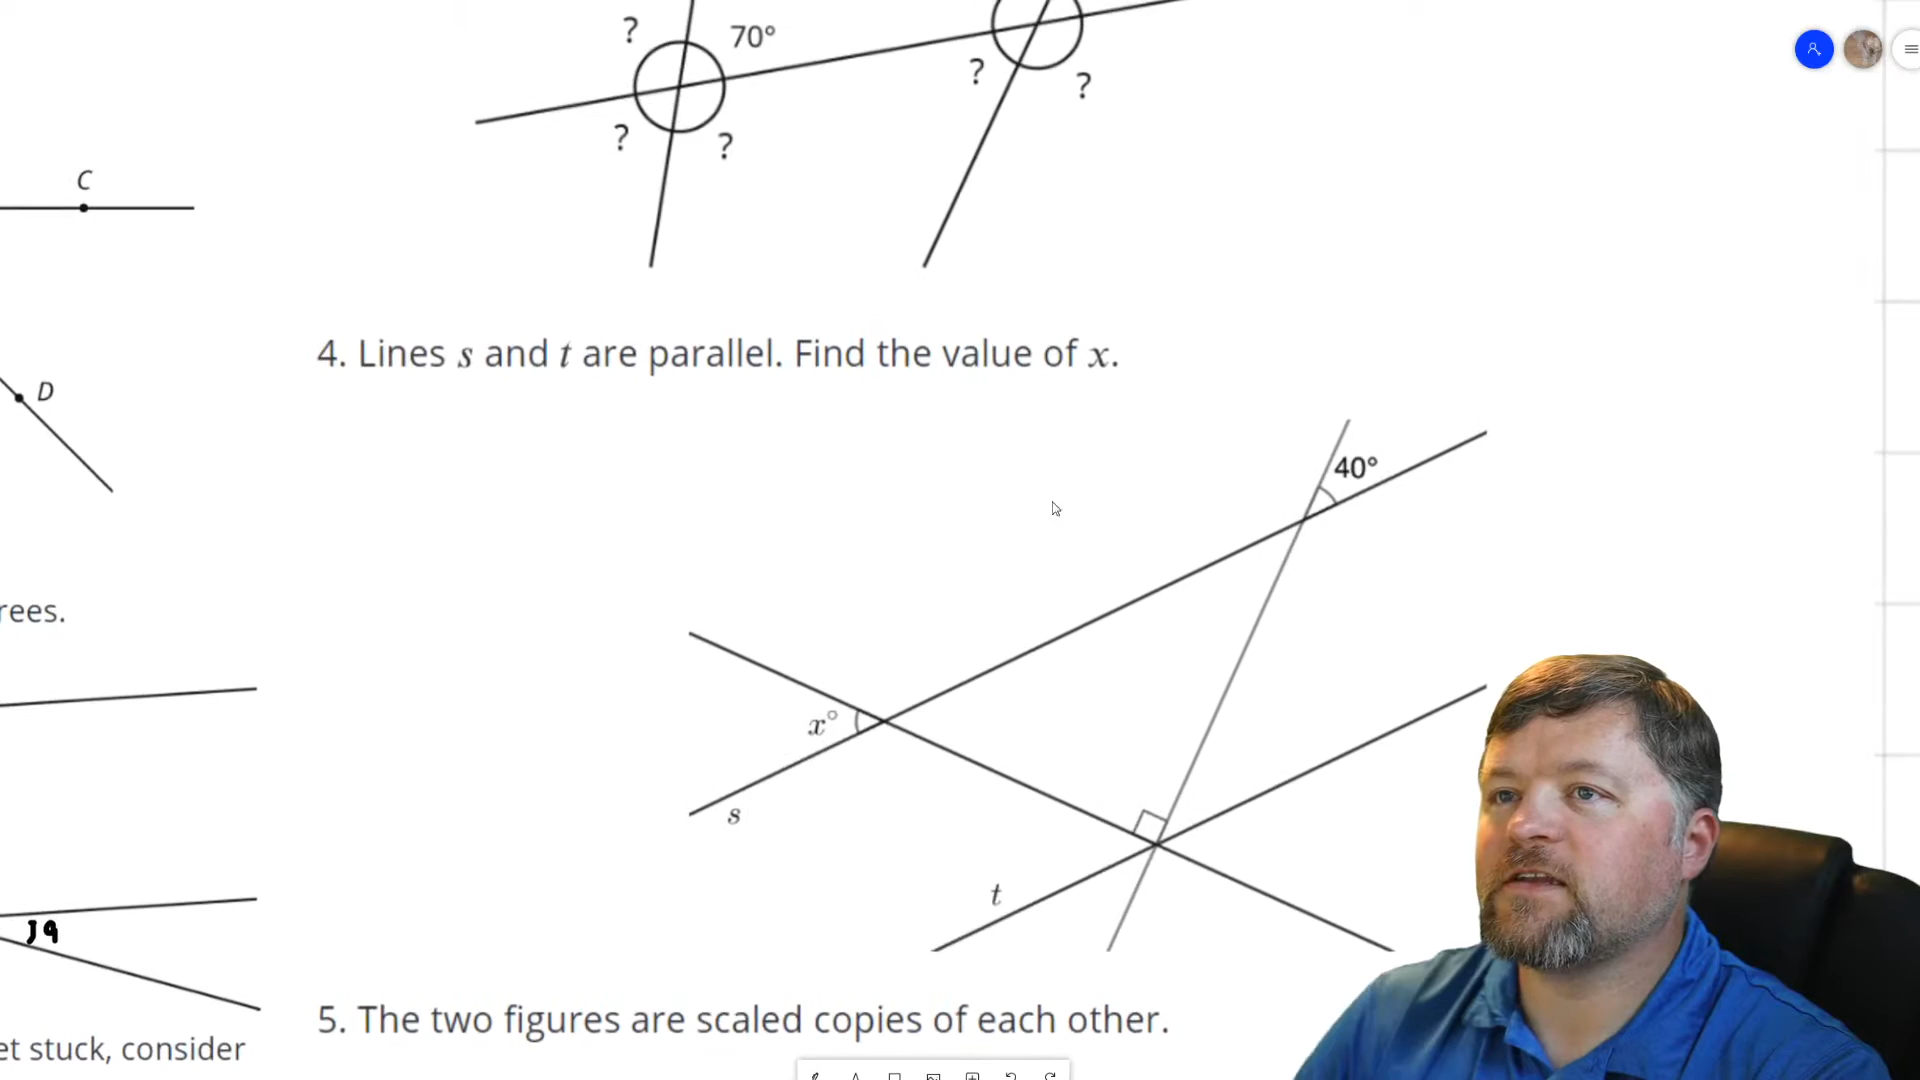 ?
70°
?
?
?
?
C
4. Lines s and t are parallel. Find the value of x.
D
40°
rees.
x°
s
t
19
5. The two figures are scaled copies of each other.
et stuck, consider